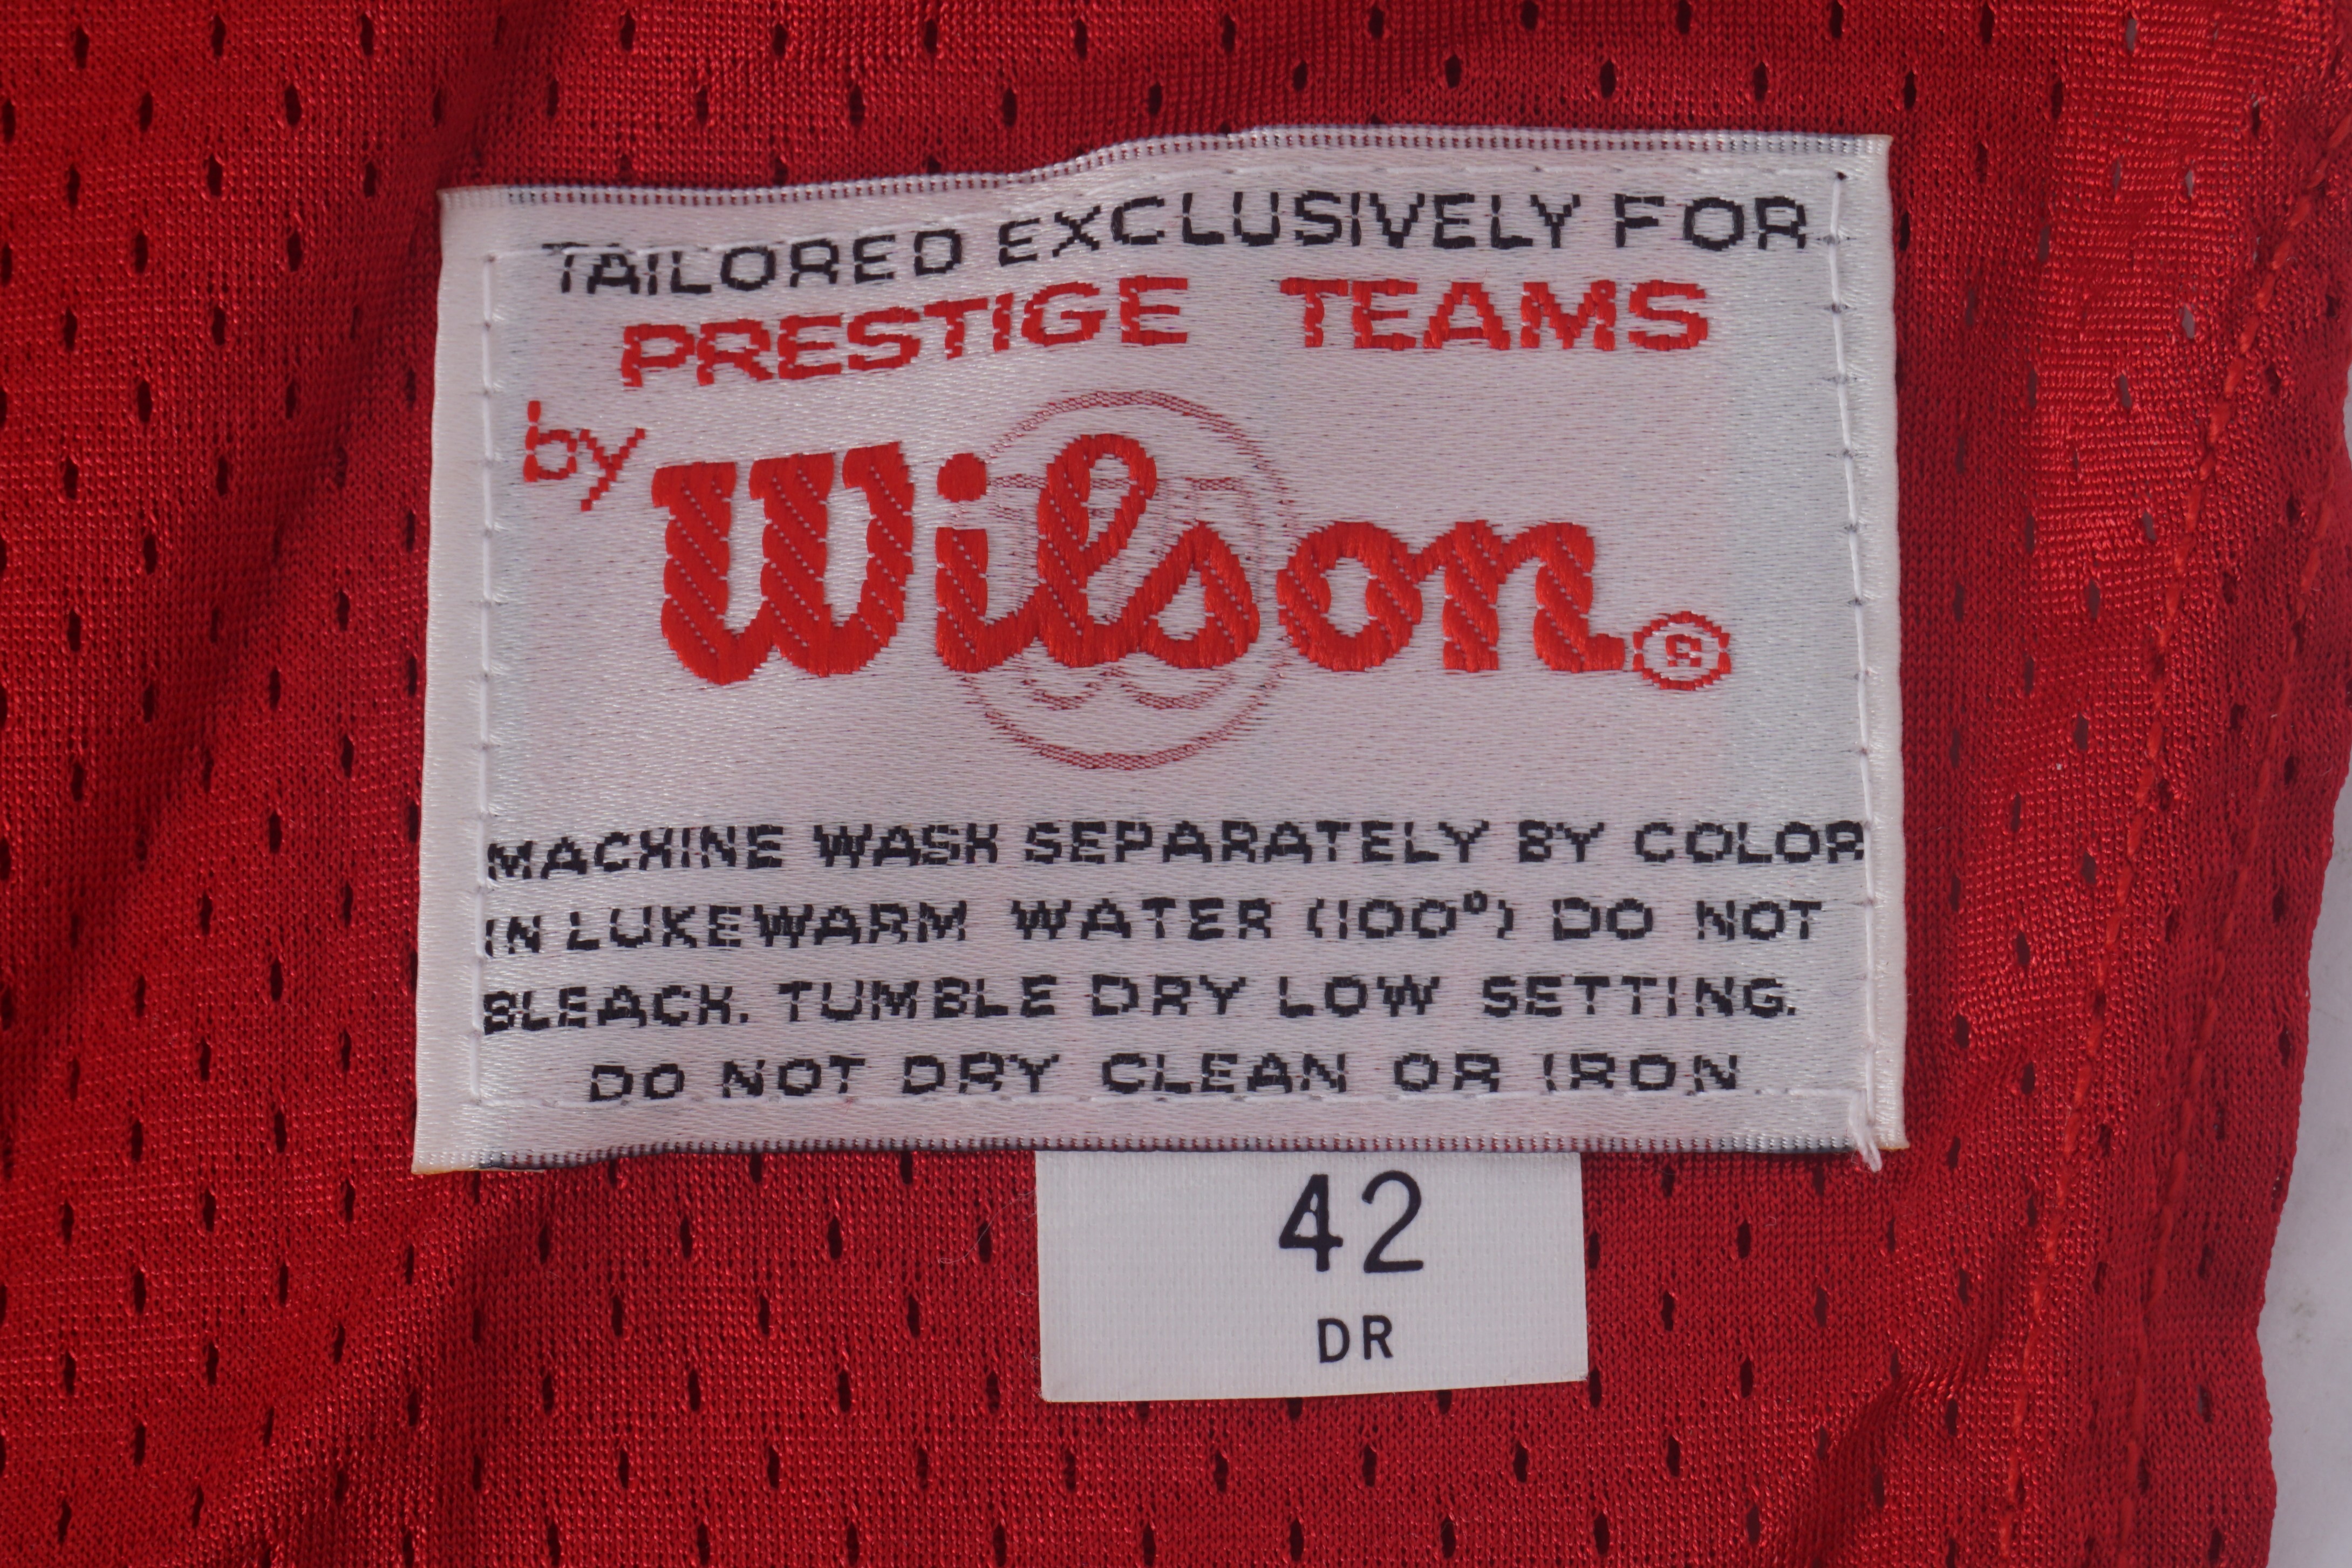 TAILORED EXCLUSIVELY FOR
PRESTIGE TEAMS
by Wilson®
MACHINE WASH SEPARATELY BY COLOR
IN LUKEWARM WATER (100°) DO NOT
BLEACH. TUMBLE DRY LOW SETTING.
DO NOT DRY CLEAN OR IRON.
42
DR